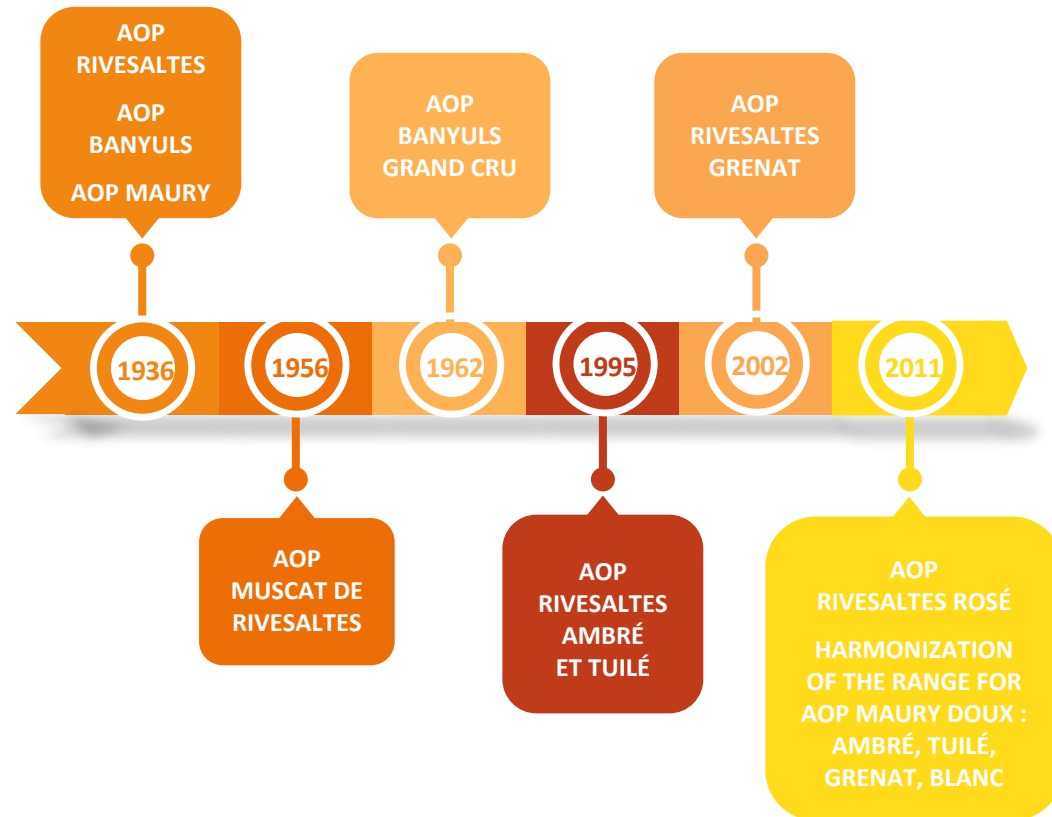 AOP
RIVESALTES
AOP
BANYULS
AOP MAURY
AOP
BANYULS
GRAND CRU
AOP
RIVESALTES
GRENAT
1936
1956
1962
1995
2002
2011
AOP
MUSCAT DE
RIVESALTES
AOP
RIVESALTES
AMBRÉ
ET TUILÉ
AOP
RIVESALTES ROSÉ
HARMONIZATION
OF THE RANGE FOR
AOP MAURY DOUX :
AMBRÉ, TUILÉ,
GRENAT, BLANC